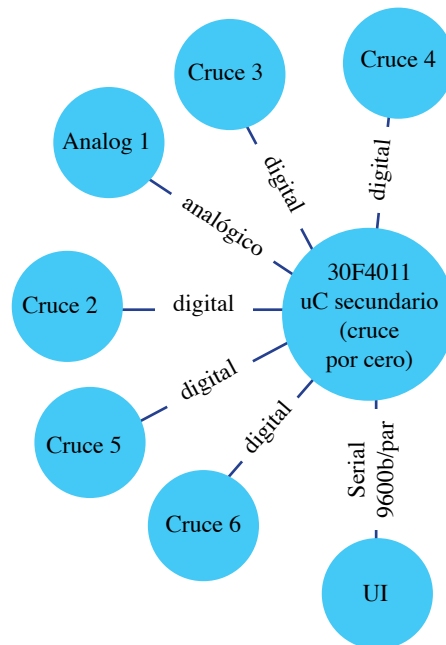 Cruce 3
Cruce 4
Analog 1
digital
digital
analógico
30F4011
uC secundario
(cruce
por cero)
Cruce 2
digital
digital
Cruce 5
digital
Serial
9600b/par
Cruce 6
UI